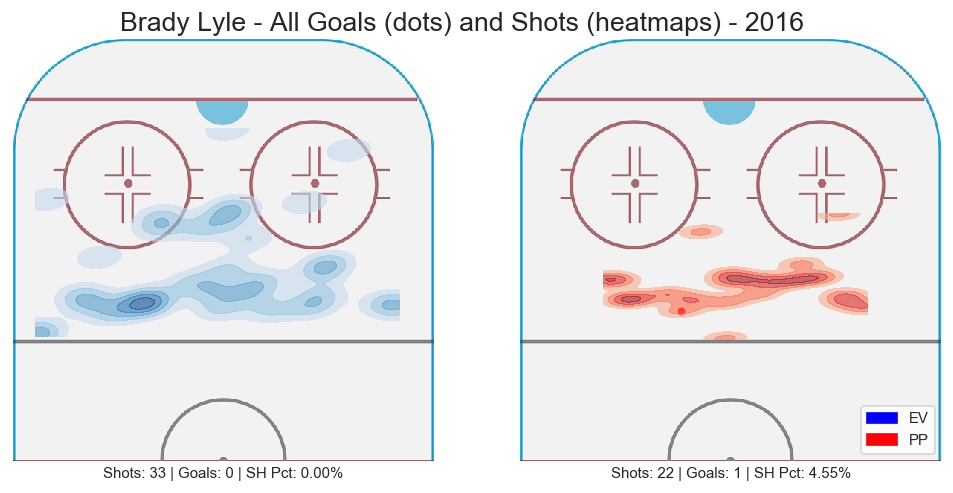 Brady Lyle - All Goals (dots) and Shots (heatmaps) - 2016
EV
PP
Shots: 33 | Goals: 0 | SH Pct: 0.00%
Shots: 22 | Goals: 1 | SH Pct: 4.55%